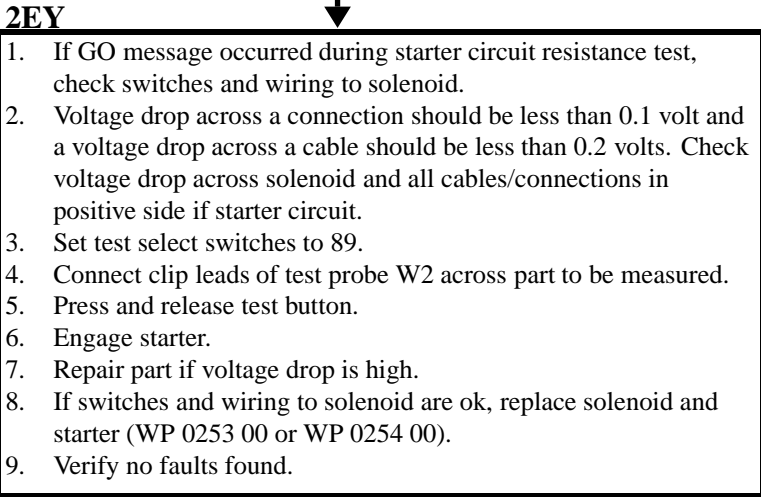 2EY
1. If GO message occurred during starter circuit resistance test,
check switches and wiring to solenoid.
2. Voltage drop across a connection should be less than 0.1 volt and
a voltage drop across a cable should be less than 0.2 volts. Check
voltage drop across solenoid and all cables/connections in
positive side if starter circuit.
3. Set test select switches to 89.
4. Connect clip leads of test probe W2 across part to be measured.
5. Press and release test button.
6. Engage starter.
7. Repair part if voltage drop is high.
8. If switches and wiring to solenoid are ok, replace solenoid and
starter (WP 0253 00 or WP 0254 00).
9. Verify no faults found.